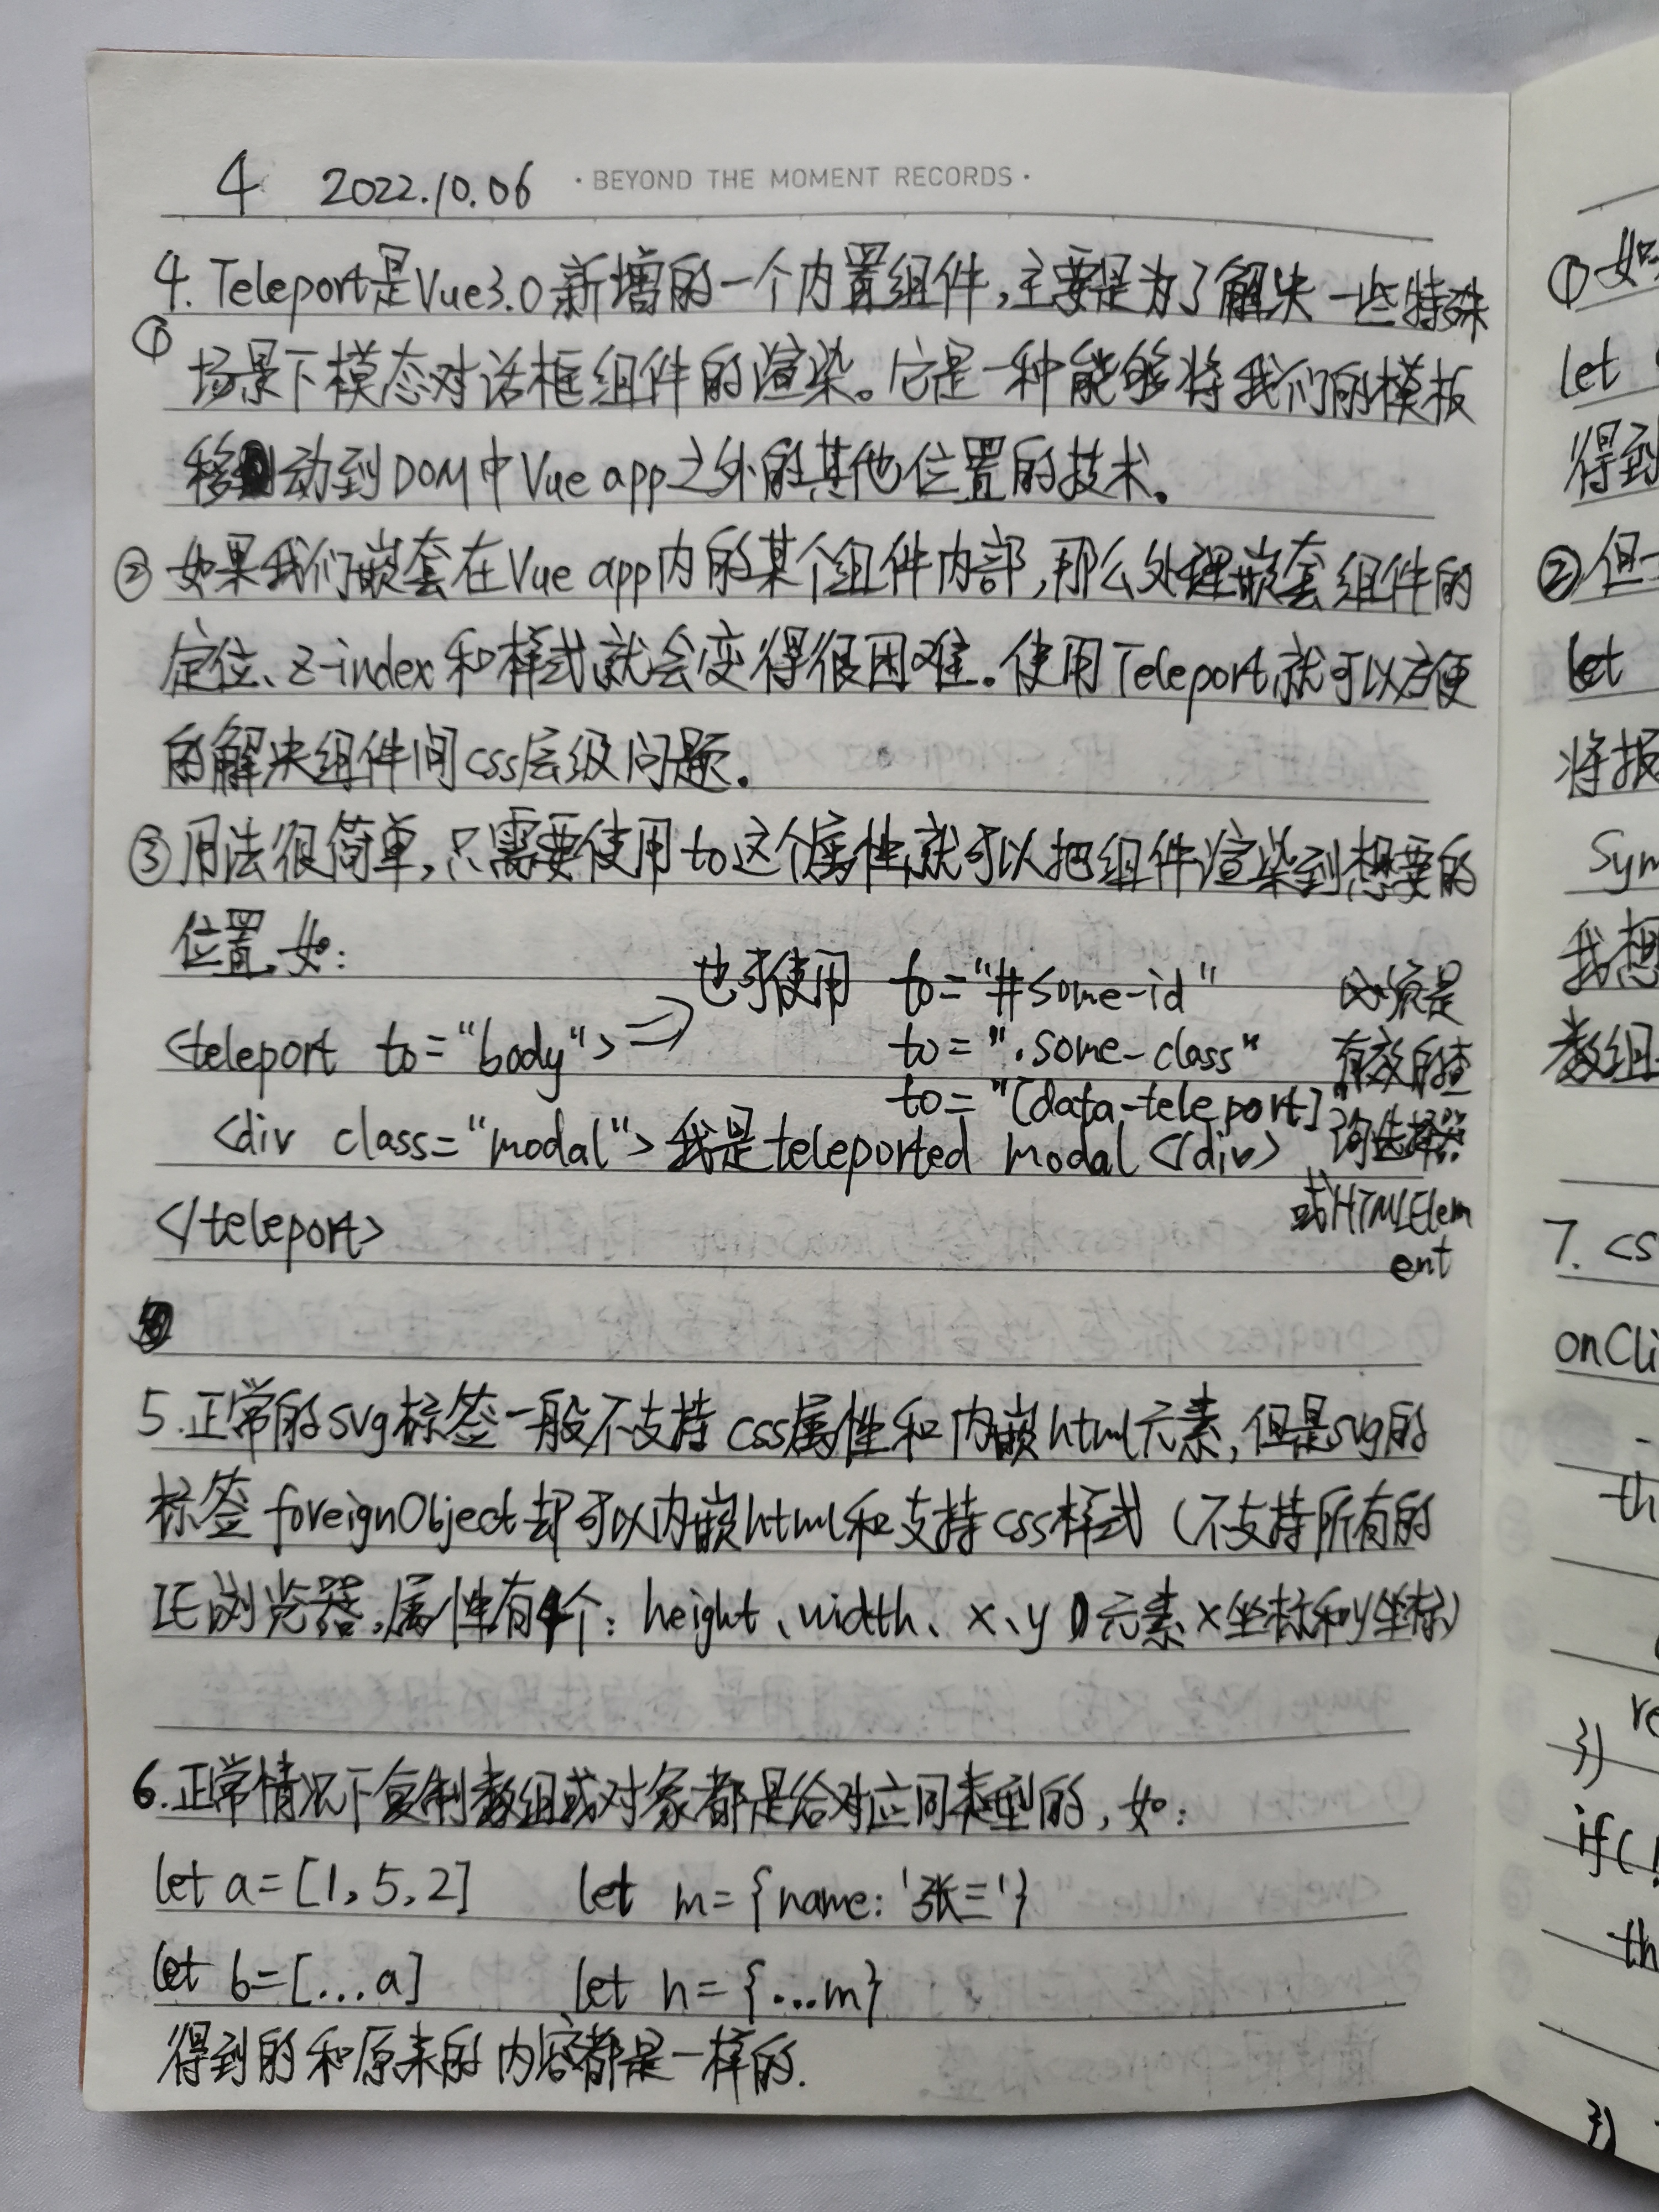 4 2022.10.06 · BEYOND THE MOMENT RECORDS ·
4. Teleport是Vue3.0新增的一个内置组件,主要是为了解决一些特殊
① 场景下模态对话框组件的渲染。它是一种能够将我们的模板
移动到DOM中Vue app之外的其他位置的技术。
② 如果我们嵌套在Vue app内的某个组件内部,那么处理嵌套组件的
定位、z-index和样式就会变得很困难。使用Teleport就可以方便
的解决组件间css层级问题。
③用法很简单,只需要使用to这个属性就可以把组件渲染到想要的
位置,如:
<teleport to="body"> => 也可使用 to="#some-id"
to=".some-class"
to="[data-teleport]"
必须是
有效的查
询选择器
或HTMLElem
ent
<div class="modal">我是teleported modal </div>
</teleport>
5.正常的svg标签一般不支持css属性和内嵌html元素,但是svg的
标签foreignObject却可以内嵌html和支持css样式(不支持所有的
IE浏览器,属性有4个:height、width、x、y 元素x坐标和y坐标)
6.正常情况下复制数组或对象都是给对应同类型的,如:
let a=[1,5,2] let m={name:'张三'}
let b=[...a] let n={...m}
得到的和原来的内容都是一样的.
①如
let
得到
②但
let
将报
Sym
我想
数组
7. <s
onCli
th
re
})
if(!
th
})